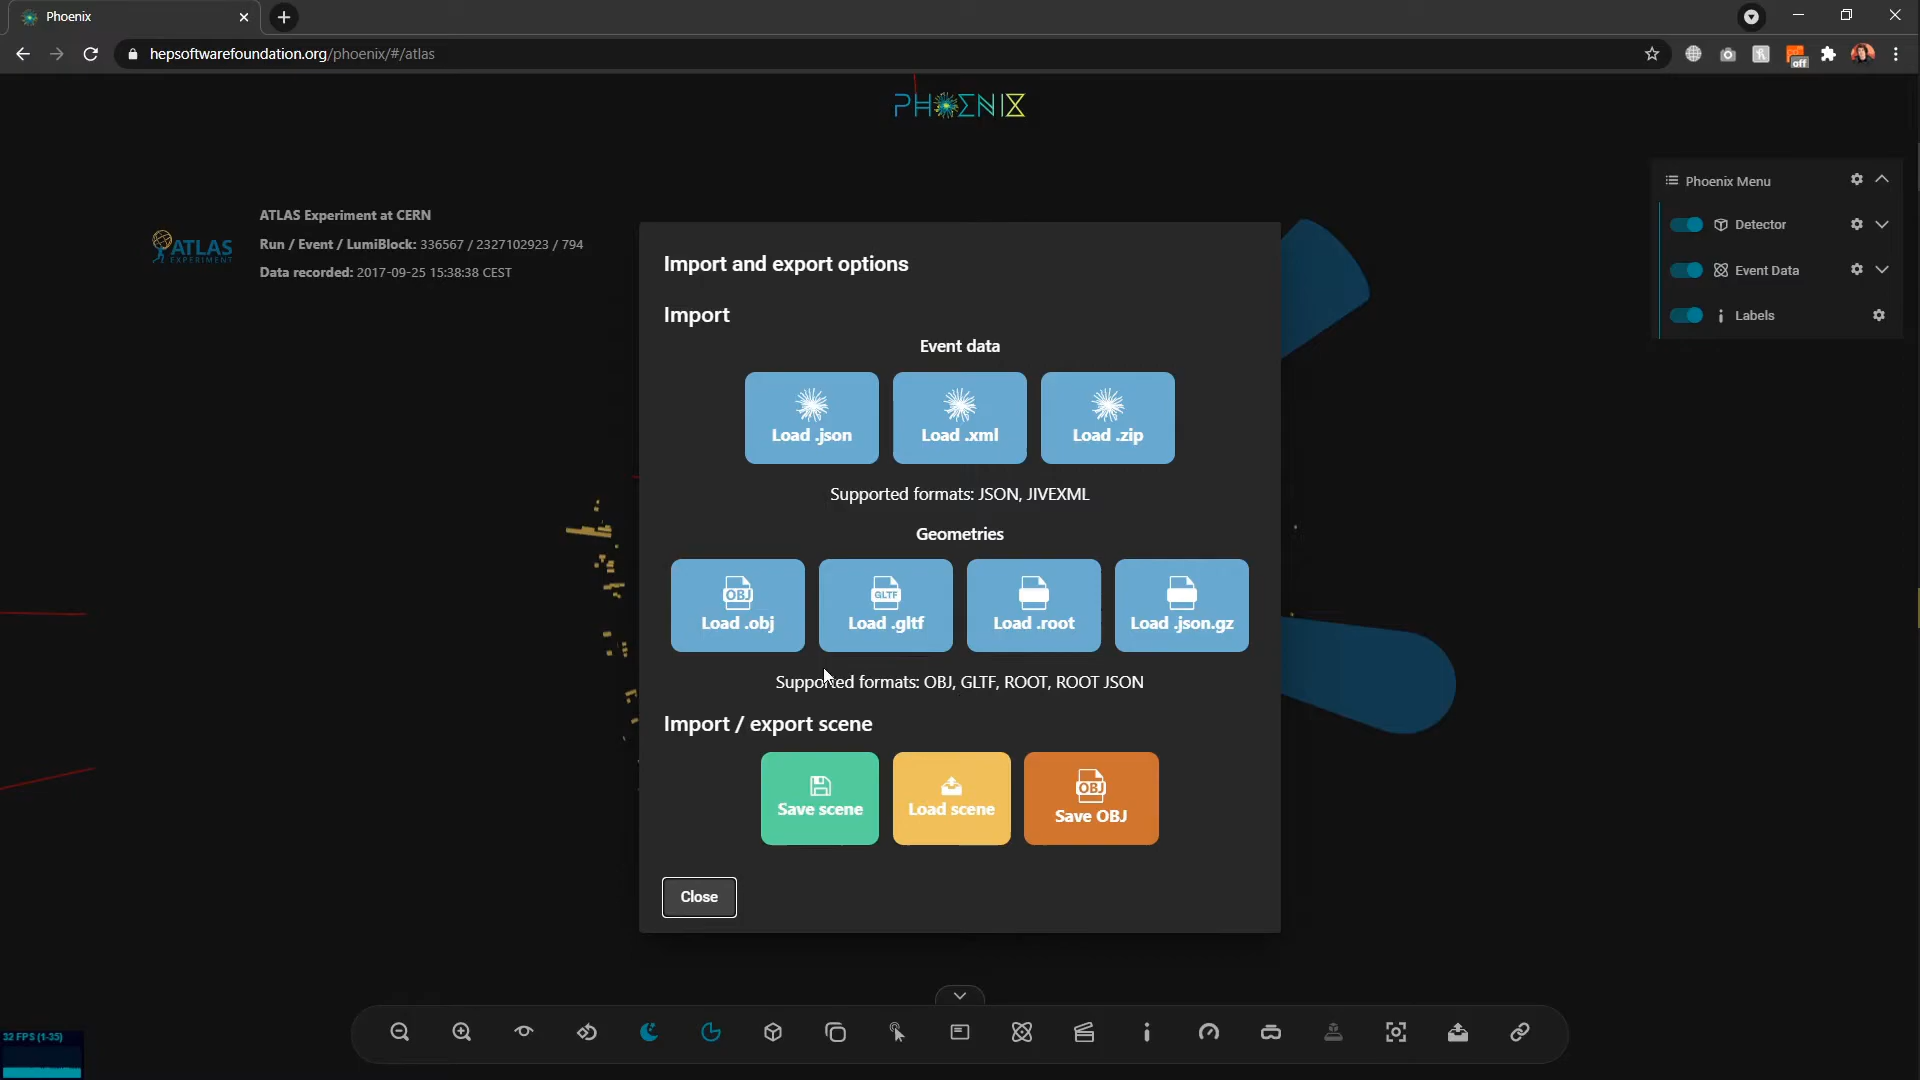 Phoenix
hepsoftwarefoundation.org/phoenix/#/atlas
off
PHOENIX
Phoenix Menu
Detector
Event Data
Labels
ATLAS
EXPERIMENT
ATLAS Experiment at CERN
Run / Event / LumiBlock: 336567 / 2327102923 / 794
Data recorded: 2017-09-25 15:38:38 CEST
Import and export options
Import
Event data
Load .json
Load .xml
Load .zip
Supported formats: JSON, JIVEXML
Geometries
OBJ
Load .obj
GLTF
Load .gltf
Load .root
Load .json.gz
Supported formats: OBJ, GLTF, ROOT, ROOT JSON
Import / export scene
Save scene
Load scene
OBJ
Save OBJ
Close
32 FPS (1-35)